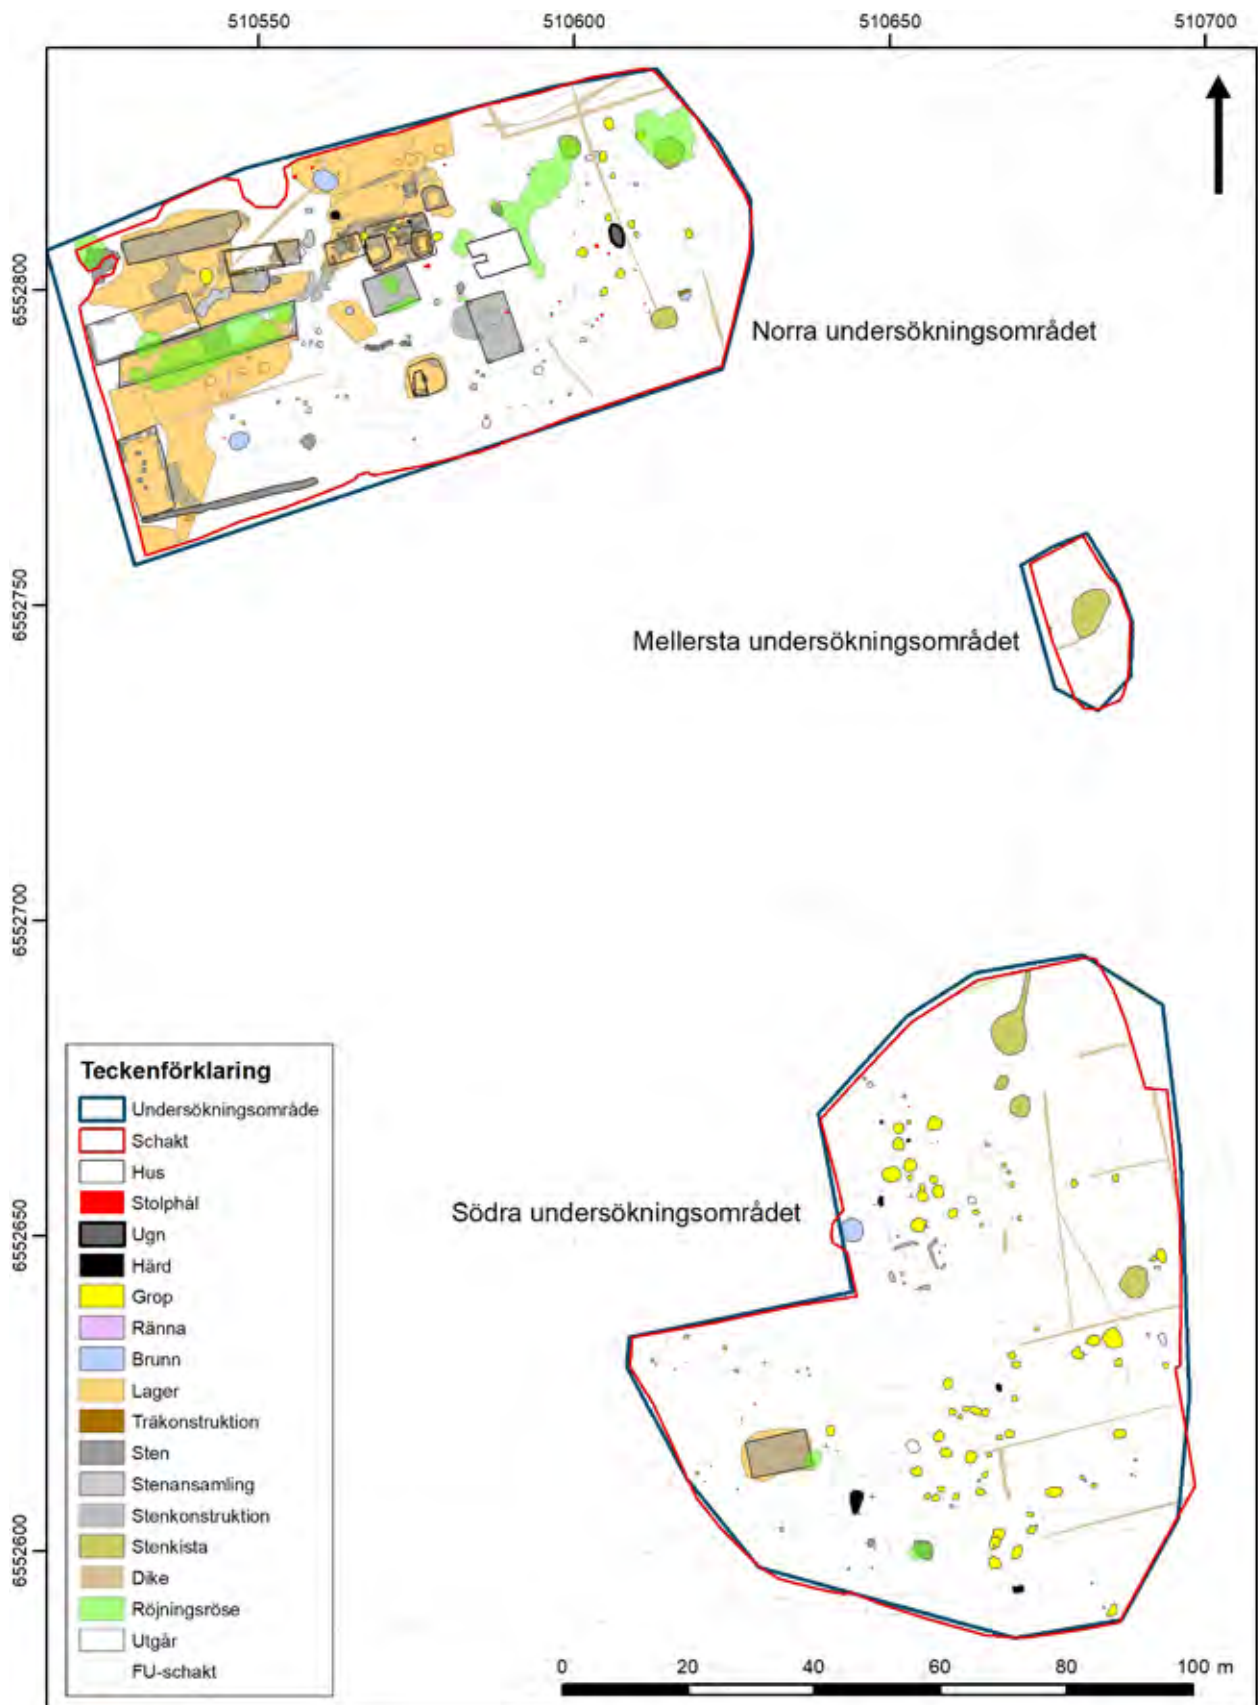 510550 510600 510650 510700
6552800
Norra undersökningsområdet
6552750
Mellersta undersökningsområdet
6552700
Södra undersökningsområdet
6552650
6552600
Teckenförklaring
Undersökningsområde
Schakt
Hus
Stolphål
Ugn
Härd
Grop
Ränna
Brunn
Lager
Träkonstruktion
Sten
Stenansamling
Stenkonstruktion
Stenkista
Dike
Röjningsröse
Utgår
FU-schakt
0 20 40 60 80 100 m